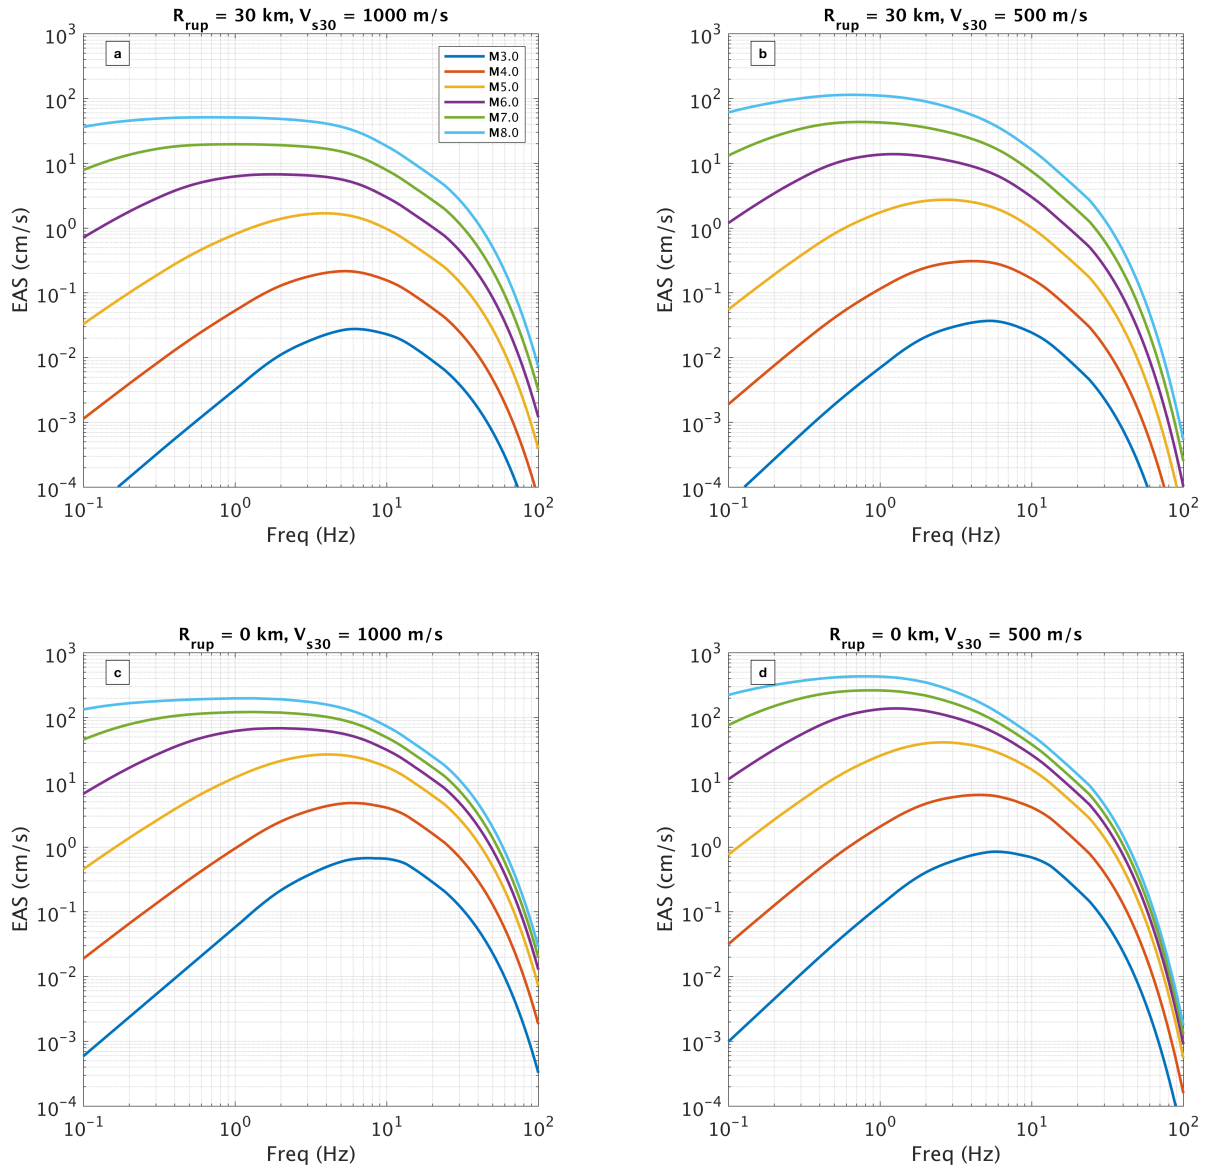 R_rup = 30 km, V_s30 = 1000 m/s
a
M3.0
M4.0
M5.0
M6.0
M7.0
M8.0
10^3
10^2
10^1
10^0
10^-1
10^-2
10^-3
10^-4
EAS (cm/s)
10^-1 10^0 10^1 10^2
Freq (Hz)
R_rup = 30 km, V_s30 = 500 m/s
b
10^3
10^2
10^1
10^0
10^-1
10^-2
10^-3
10^-4
EAS (cm/s)
10^-1 10^0 10^1 10^2
Freq (Hz)
R_rup = 0 km, V_s30 = 1000 m/s
c
10^3
10^2
10^1
10^0
10^-1
10^-2
10^-3
10^-4
EAS (cm/s)
10^-1 10^0 10^1 10^2
Freq (Hz)
R_rup = 0 km, V_s30 = 500 m/s
d
10^3
10^2
10^1
10^0
10^-1
10^-2
10^-3
10^-4
EAS (cm/s)
10^-1 10^0 10^1 10^2
Freq (Hz)